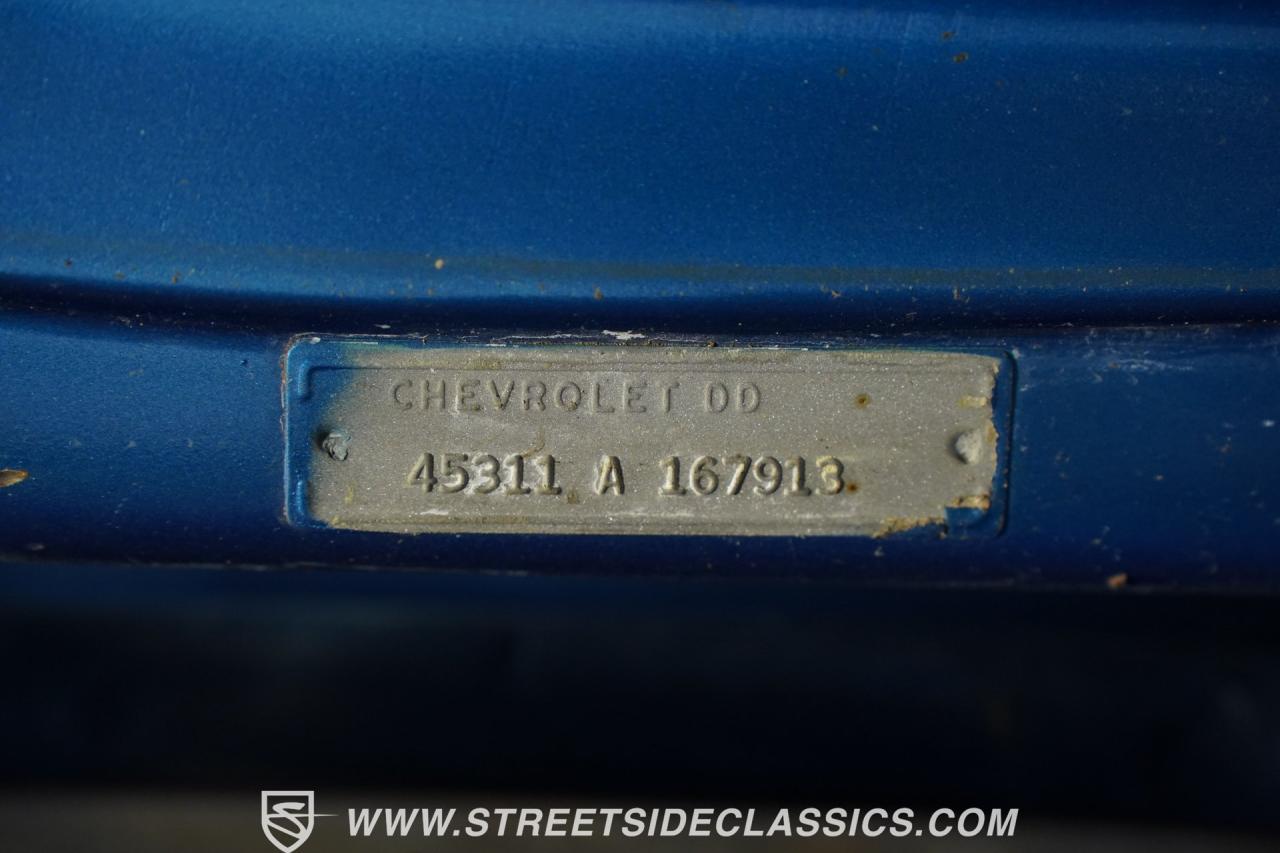 CHEVROLET DD
45311 A 167913
WWW.STREETSIDECLASSICS.COM